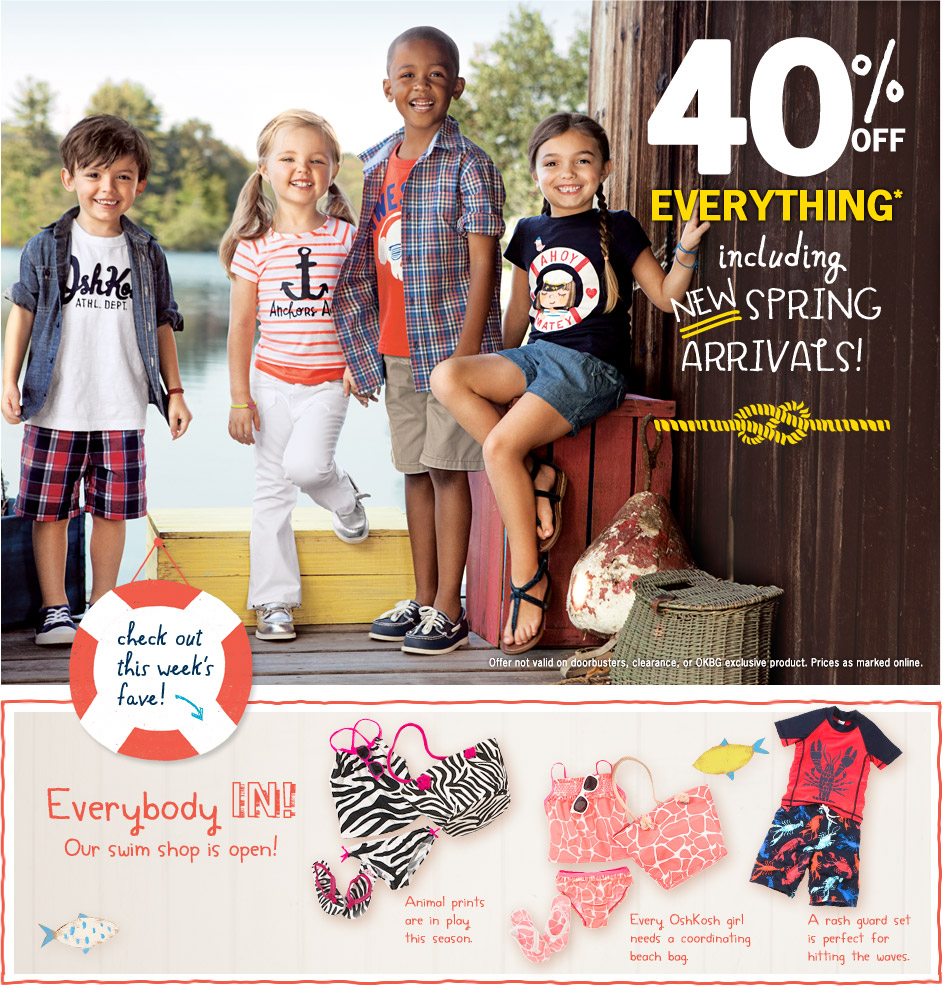 40%
OFF
EVERYTHING*
including
NEW SPRING
ARRIVALS!
OshKo
ATHL. DEPT.
Anchors A
WE
AHOY
MATEY
Offer not valid on doorbusters, clearance, or OKBG exclusive product. Prices as marked online.
check out
this week's
fave!
Everybody IN!
Our swim shop is open!
Animal prints
are in play
this season.
Every OshKosh girl
needs a coordinating
beach bag.
A rash guard set
is perfect for
hitting the waves.